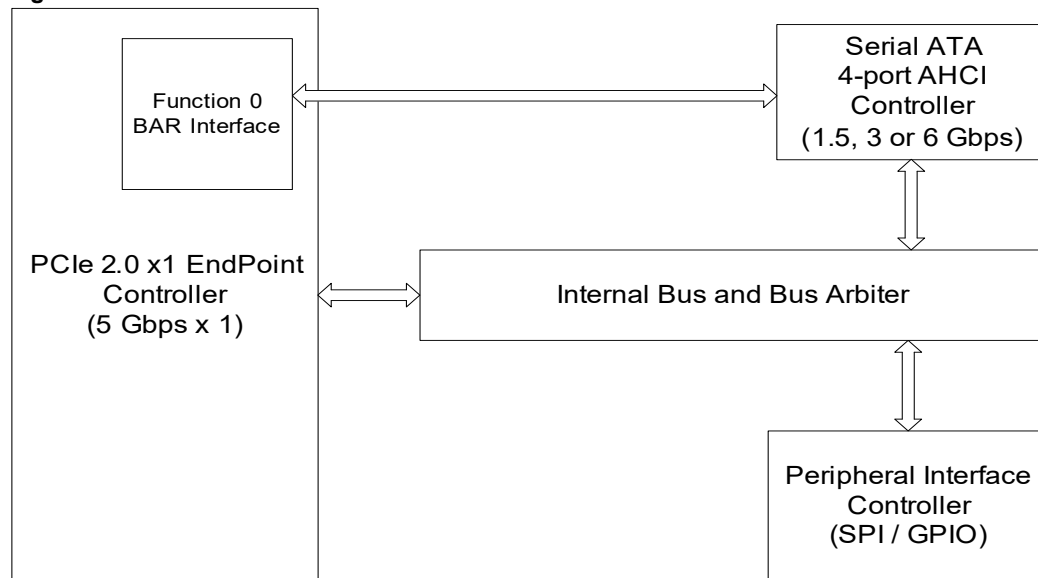 Function 0
BAR Interface
Serial ATA
4-port AHCI
Controller
(1.5, 3 or 6 Gbps)
PCIe 2.0 x1 EndPoint
Controller
(5 Gbps x 1)
Internal Bus and Bus Arbiter
Peripheral Interface
Controller
(SPI / GPIO)